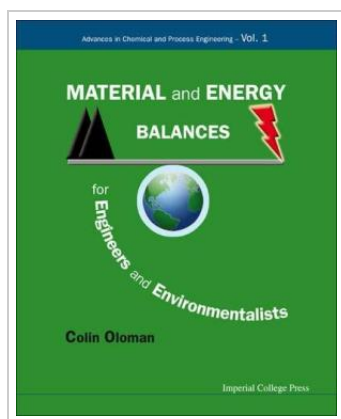 Advances in Chemical and Process Engineering – Vol. 1
MATERIAL and ENERGY
BALANCES
for
Engineers and Environmentalists
Colin Oloman
Imperial College Press